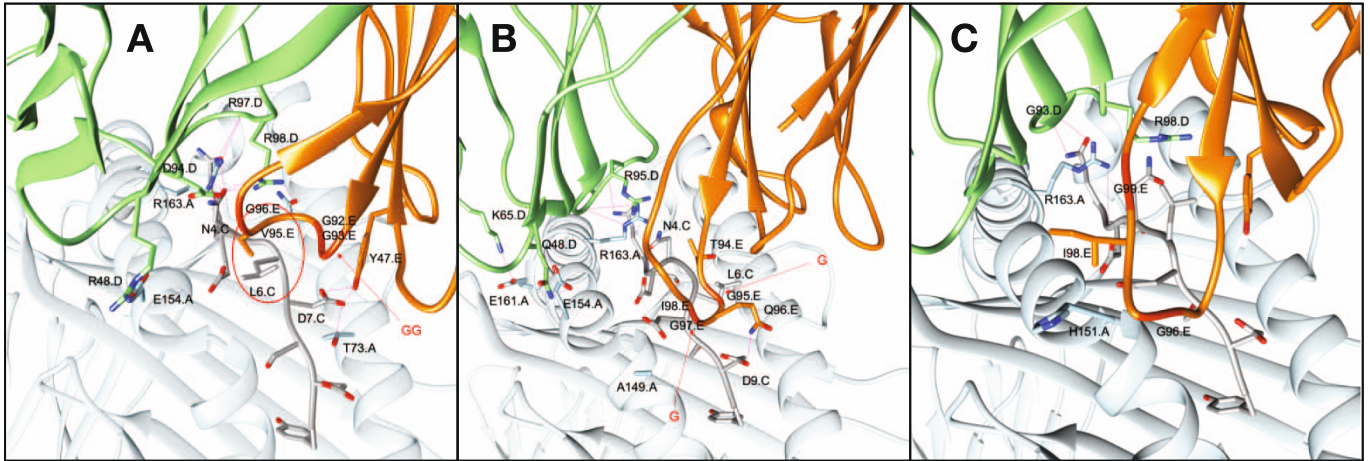 A
R97.D
R98.D
D94.D
R163.A
G96.E
G92.E
G93.E
N4.C
V95.E
Y47.E
R48.D
E154.A
L6.C
D7.C
GG
T73.A
B
R95.D
K65.D
N4.C
Q48.D
R163.A
T94.E
G
L6.C
E161.A
E154.A
G95.E
I98.E
Q96.E
G97.E
A149.A
D9.C
G
C
G93.D
R98.D
R163.A
G99.E
I98.E
H151.A
G96.E